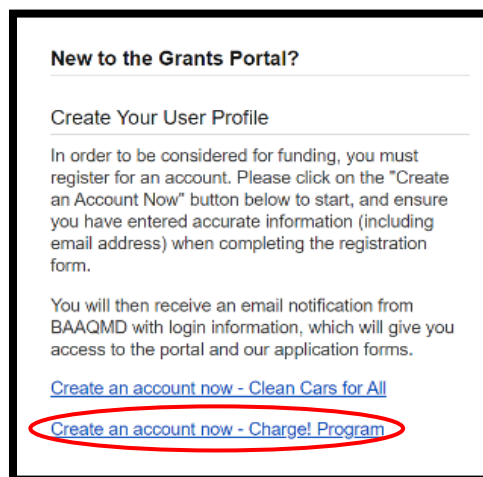 New to the Grants Portal?
Create Your User Profile
In order to be considered for funding, you must
register for an account. Please click on the "Create
an Account Now" button below to start, and ensure
you have entered accurate information (including
email address) when completing the registration
form.
You will then receive an email notification from
BAAQMD with login information, which will give you
access to the portal and our application forms.
Create an account now - Clean Cars for All
Create an account now - Charge! Program